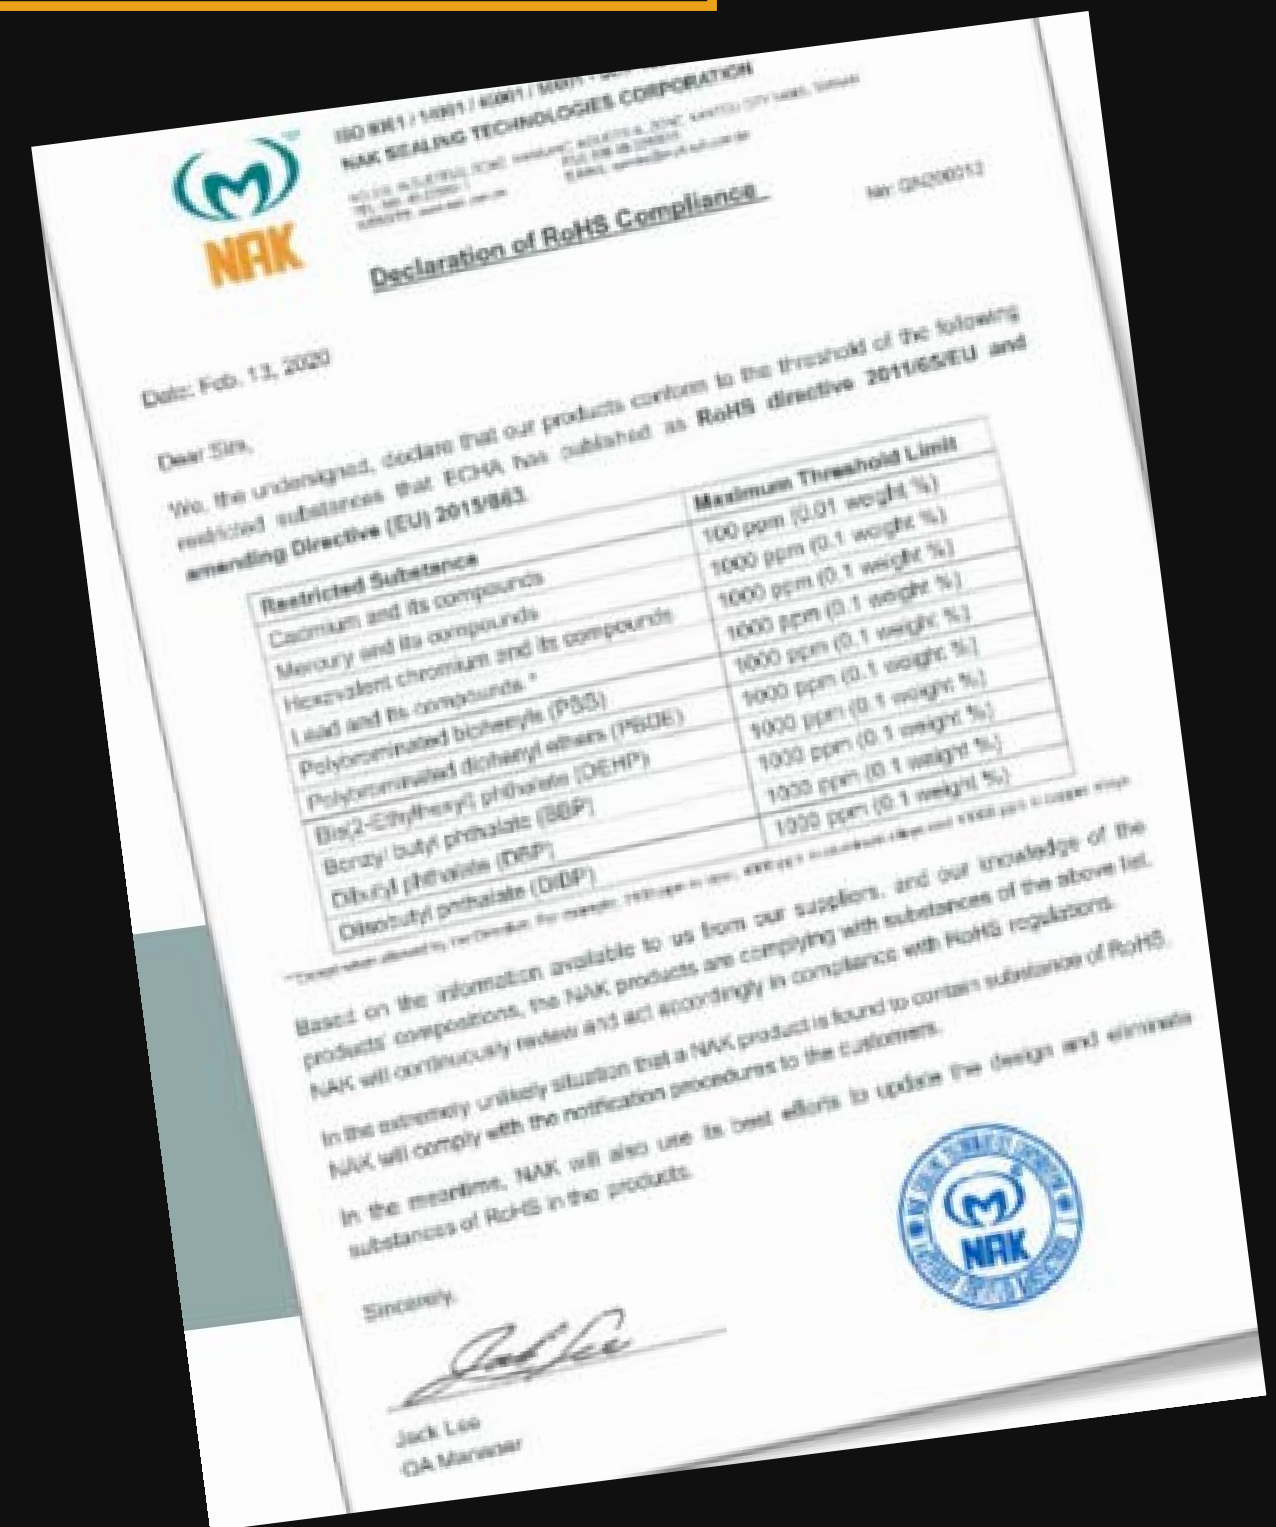 NAK SEALING TECHNOLOGIES CORPORATION
NAK
Declaration of RoHS Compliance
Date: Feb. 13, 2020
Dear Sirs,
We, the undersigned, declare that our products conform to the threshold of the following
restricted substances that ECHA has published as RoHS directive 2011/65/EU and
amending Directive (EU) 2015/863.
Restricted Substance Maximum Threshold Limit
Cadmium and its compounds 100 ppm (0.01 weight %)
Mercury and its compounds 1000 ppm (0.1 weight %)
Hexavalent chromium and its compounds 1000 ppm (0.1 weight %)
Lead and its compounds * 1000 ppm (0.1 weight %)
Polybrominated biphenyls (PBB) 1000 ppm (0.1 weight %)
Polybrominated diphenyl ethers (PBDE) 1000 ppm (0.1 weight %)
Bis(2-Ethylhexyl) phthalate (DEHP) 1000 ppm (0.1 weight %)
Benzyl butyl phthalate (BBP) 1000 ppm (0.1 weight %)
Dibutyl phthalate (DBP) 1000 ppm (0.1 weight %)
Diisobutyl phthalate (DIBP) 1000 ppm (0.1 weight %)
Based on the information available to us from our suppliers, and our knowledge of the
products' compositions, the NAK products are complying with substances of the above list.
NAK will continuously review and act accordingly in compliance with RoHS regulations.
In the extremely unlikely situation that a NAK product is found to contain substance of RoHS,
NAK will comply with the notification procedures to the customers.
In the meantime, NAK will also use its best efforts to update the design and eliminate
substances of RoHS in the products.
NAK
Sincerely,
Jack Lee
Jack Lee
QA Manager